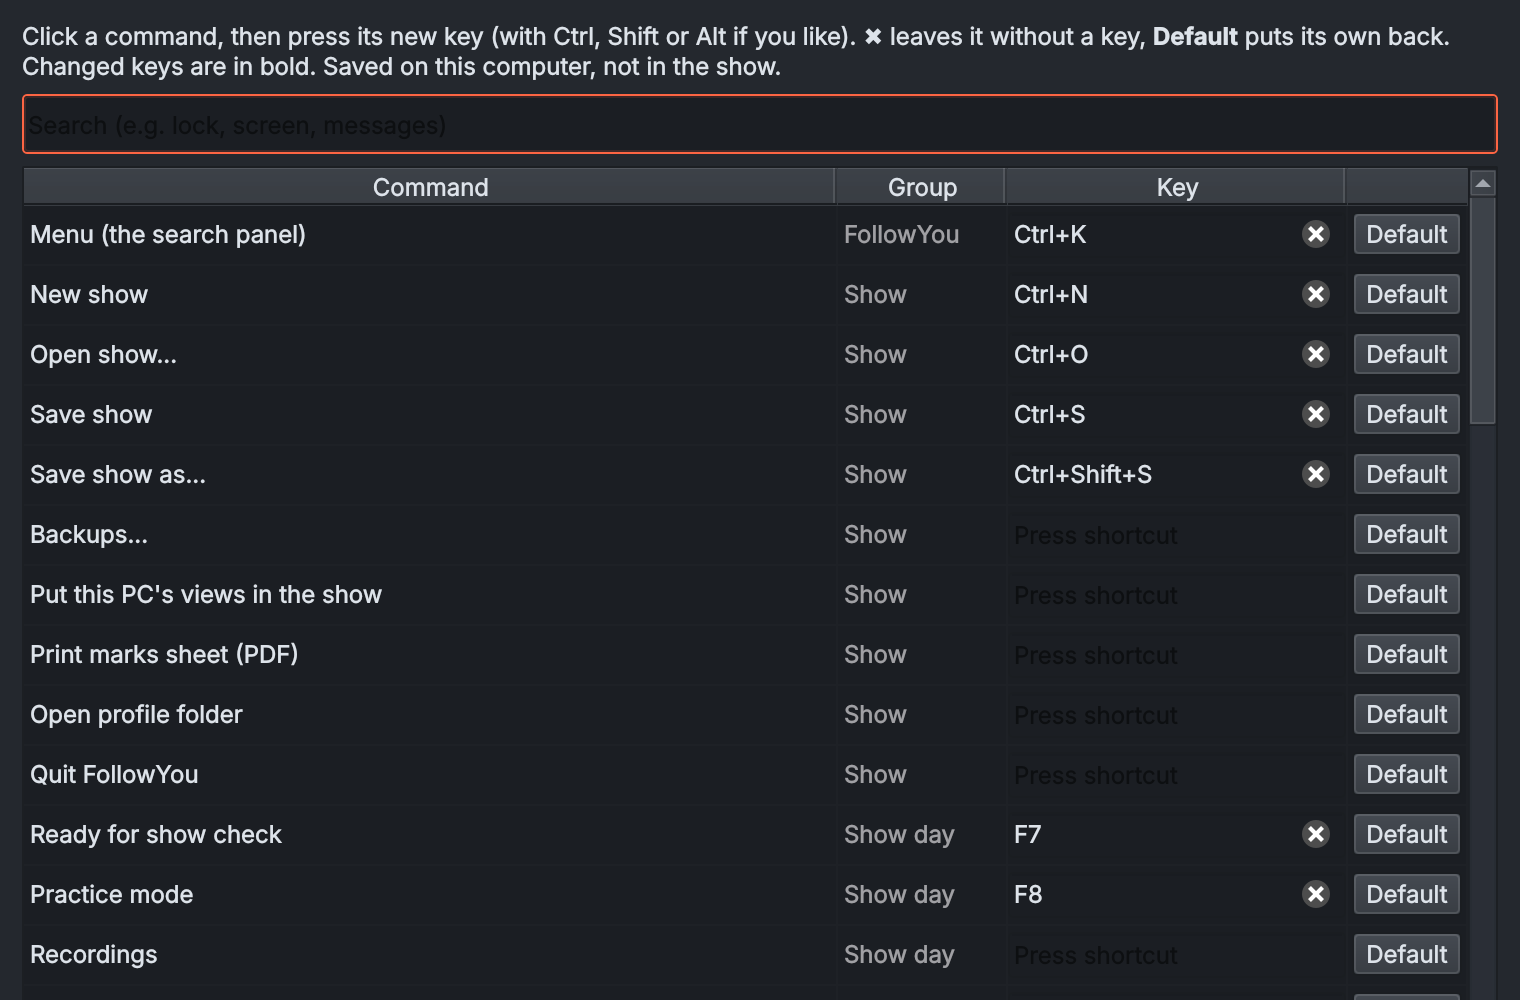 Click a command, then press its new key (with Ctrl, Shift or Alt if you like). ✖ leaves it without a key, Default puts its own back.
Changed keys are in bold. Saved on this computer, not in the show.
Search (e.g. lock, screen, messages)
Command Group Key
Menu (the search panel) FollowYou Ctrl+K Default
New show Show Ctrl+N Default
Open show... Show Ctrl+O Default
Save show Show Ctrl+S Default
Save show as... Show Ctrl+Shift+S Default
Backups... Show Press shortcut Default
Put this PC's views in the show Show Press shortcut Default
Print marks sheet (PDF) Show Press shortcut Default
Open profile folder Show Press shortcut Default
Quit FollowYou Show Press shortcut Default
Ready for show check Show day F7 Default
Practice mode Show day F8 Default
Recordings Show day Press shortcut Default